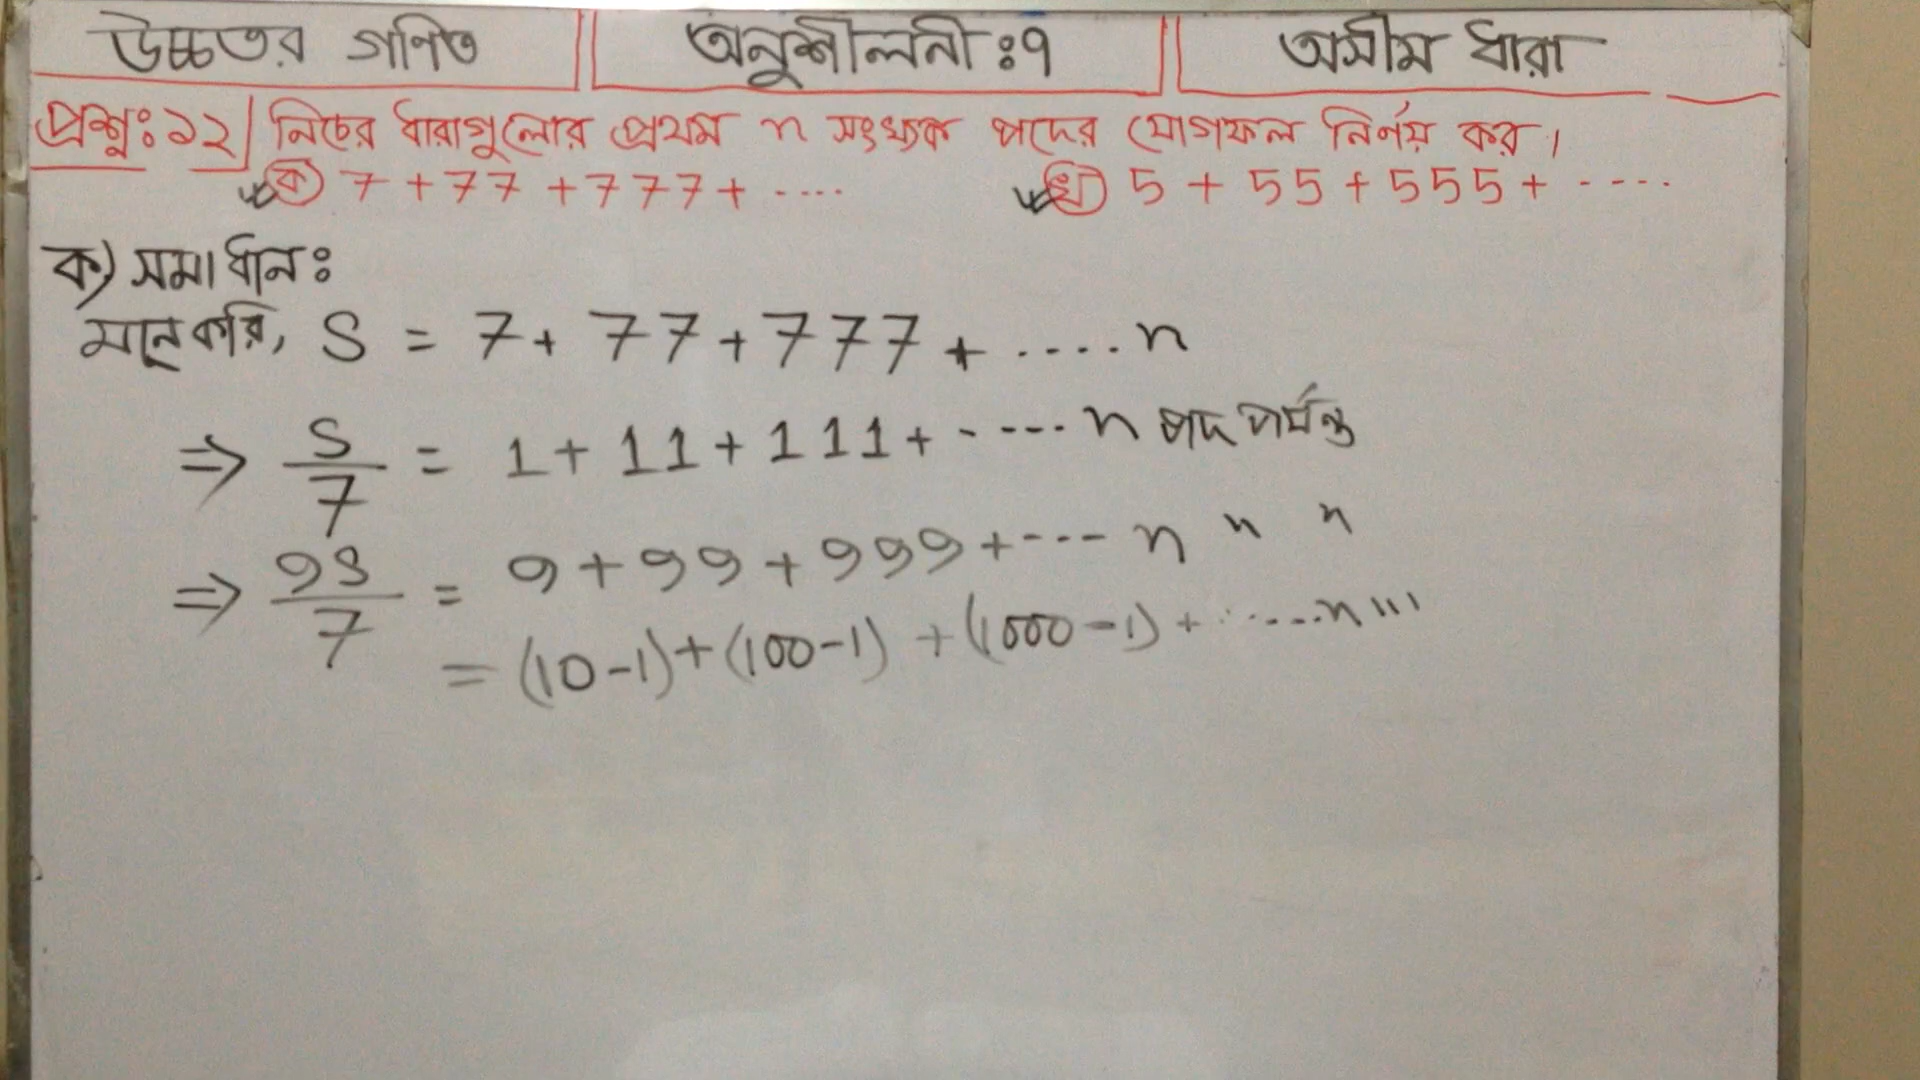 উচ্চতর গণিত || অনুশীলনী ঃ ৭ || অসীম ধারা
প্রশ্নঃ ১২| নিচের ধারাগুলোর প্রথম n সংখ্যক পদের যোগফল নির্ণয় কর।
ক) 7 + 77 + 777 + .... খ) 5 + 55 + 555 + ....
ক) সমাধান ঃ
মনে করি, S = 7 + 77 + 777 + .... n
⇒ S/7 = 1 + 11 + 111 + .... n পদ পর্যন্ত
⇒ 9S/7 = 9 + 99 + 999 + ... n " "
= (10-1) + (100-1) + (1000-1) + ..... n "'